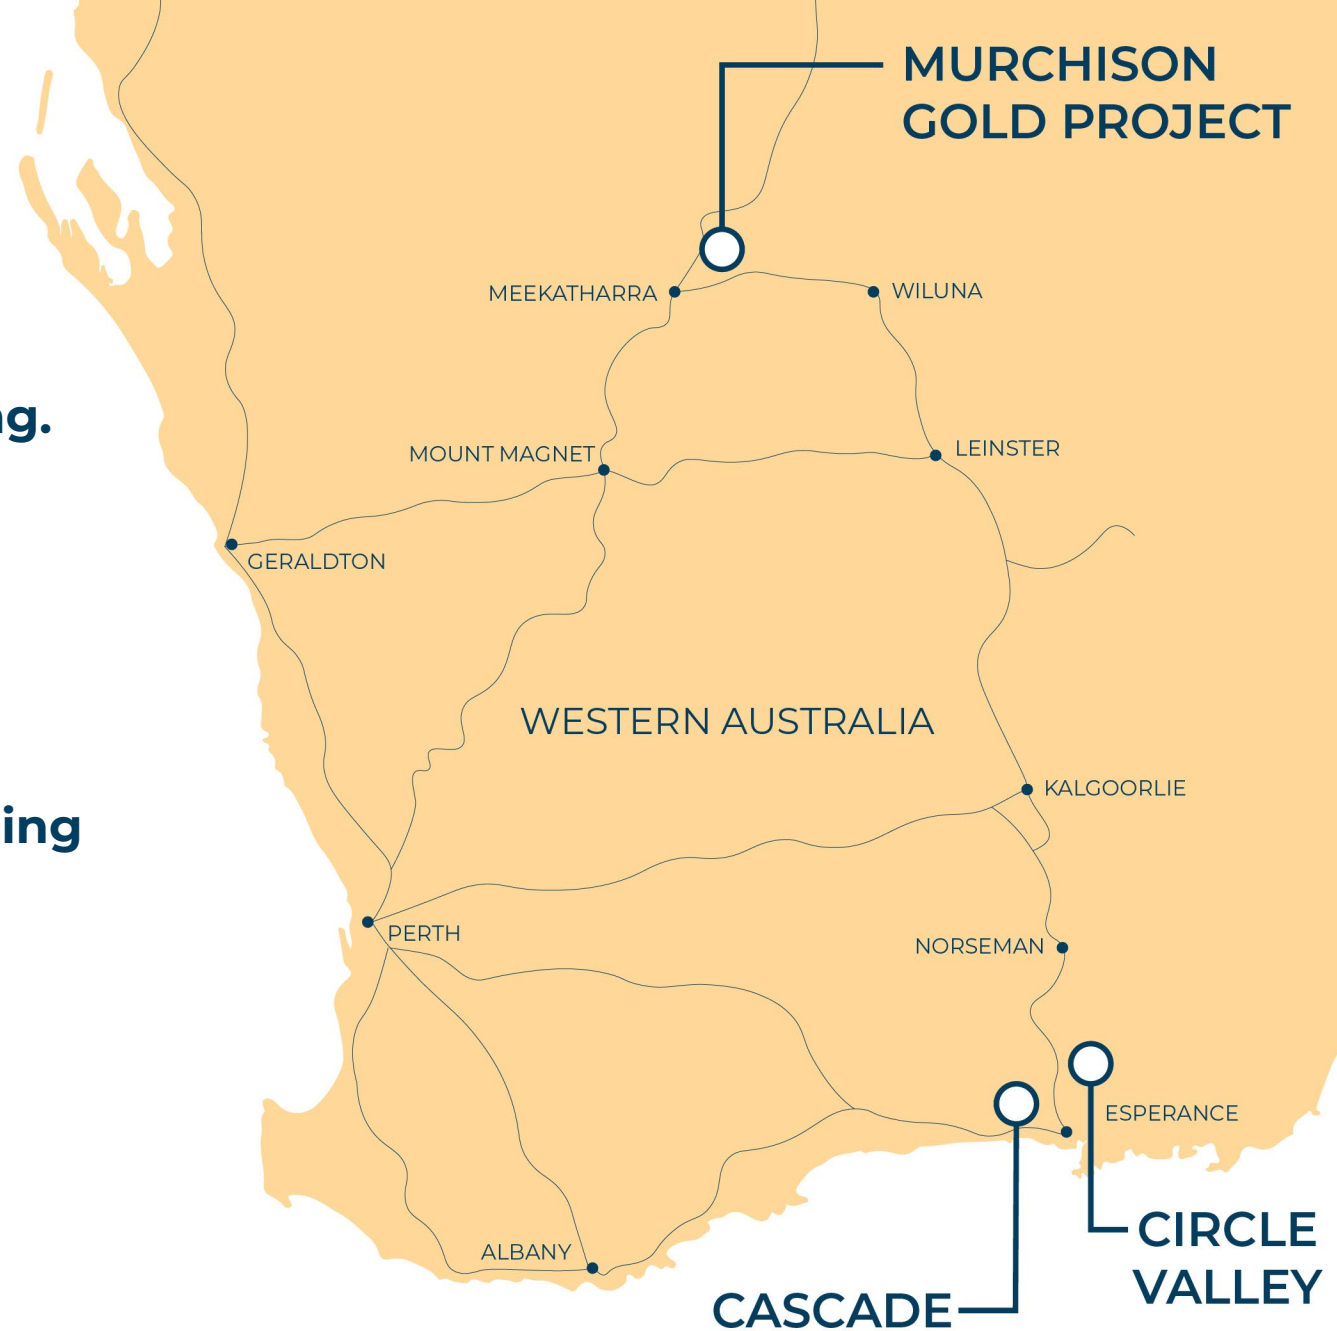 MURCHISON
GOLD PROJECT
MEEKATHARRA
WILUNA
ng.
MOUNT MAGNET
LEINSTER
GERALDTON
WESTERN AUSTRALIA
KALGOORLIE
ing
PERTH
NORSEMAN
ESPERANCE
CIRCLE
VALLEY
ALBANY
CASCADE